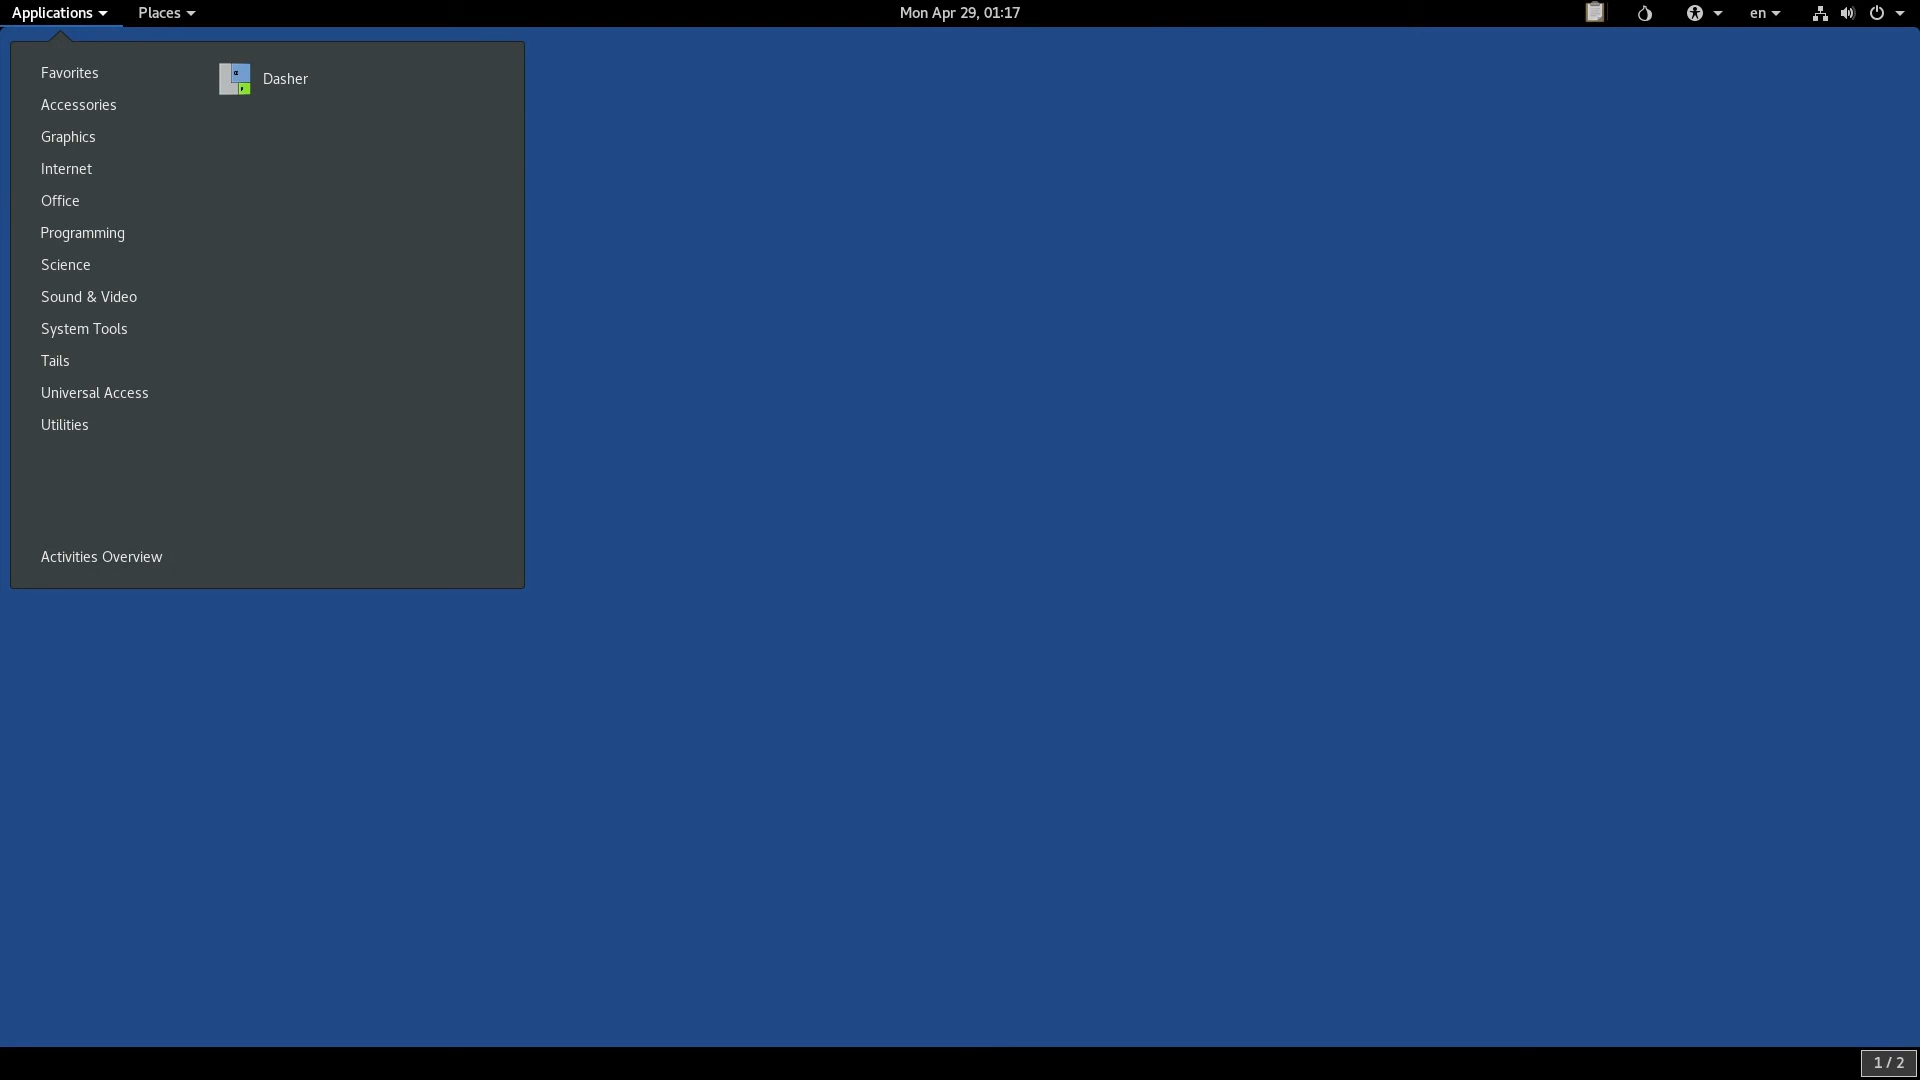 Applications Places Mon Apr 29, 01:17 en
Favorites
Dasher
Accessories
Graphics
Internet
Office
Programming
Science
Sound & Video
System Tools
Tails
Universal Access
Utilities
Activities Overview
1 / 2